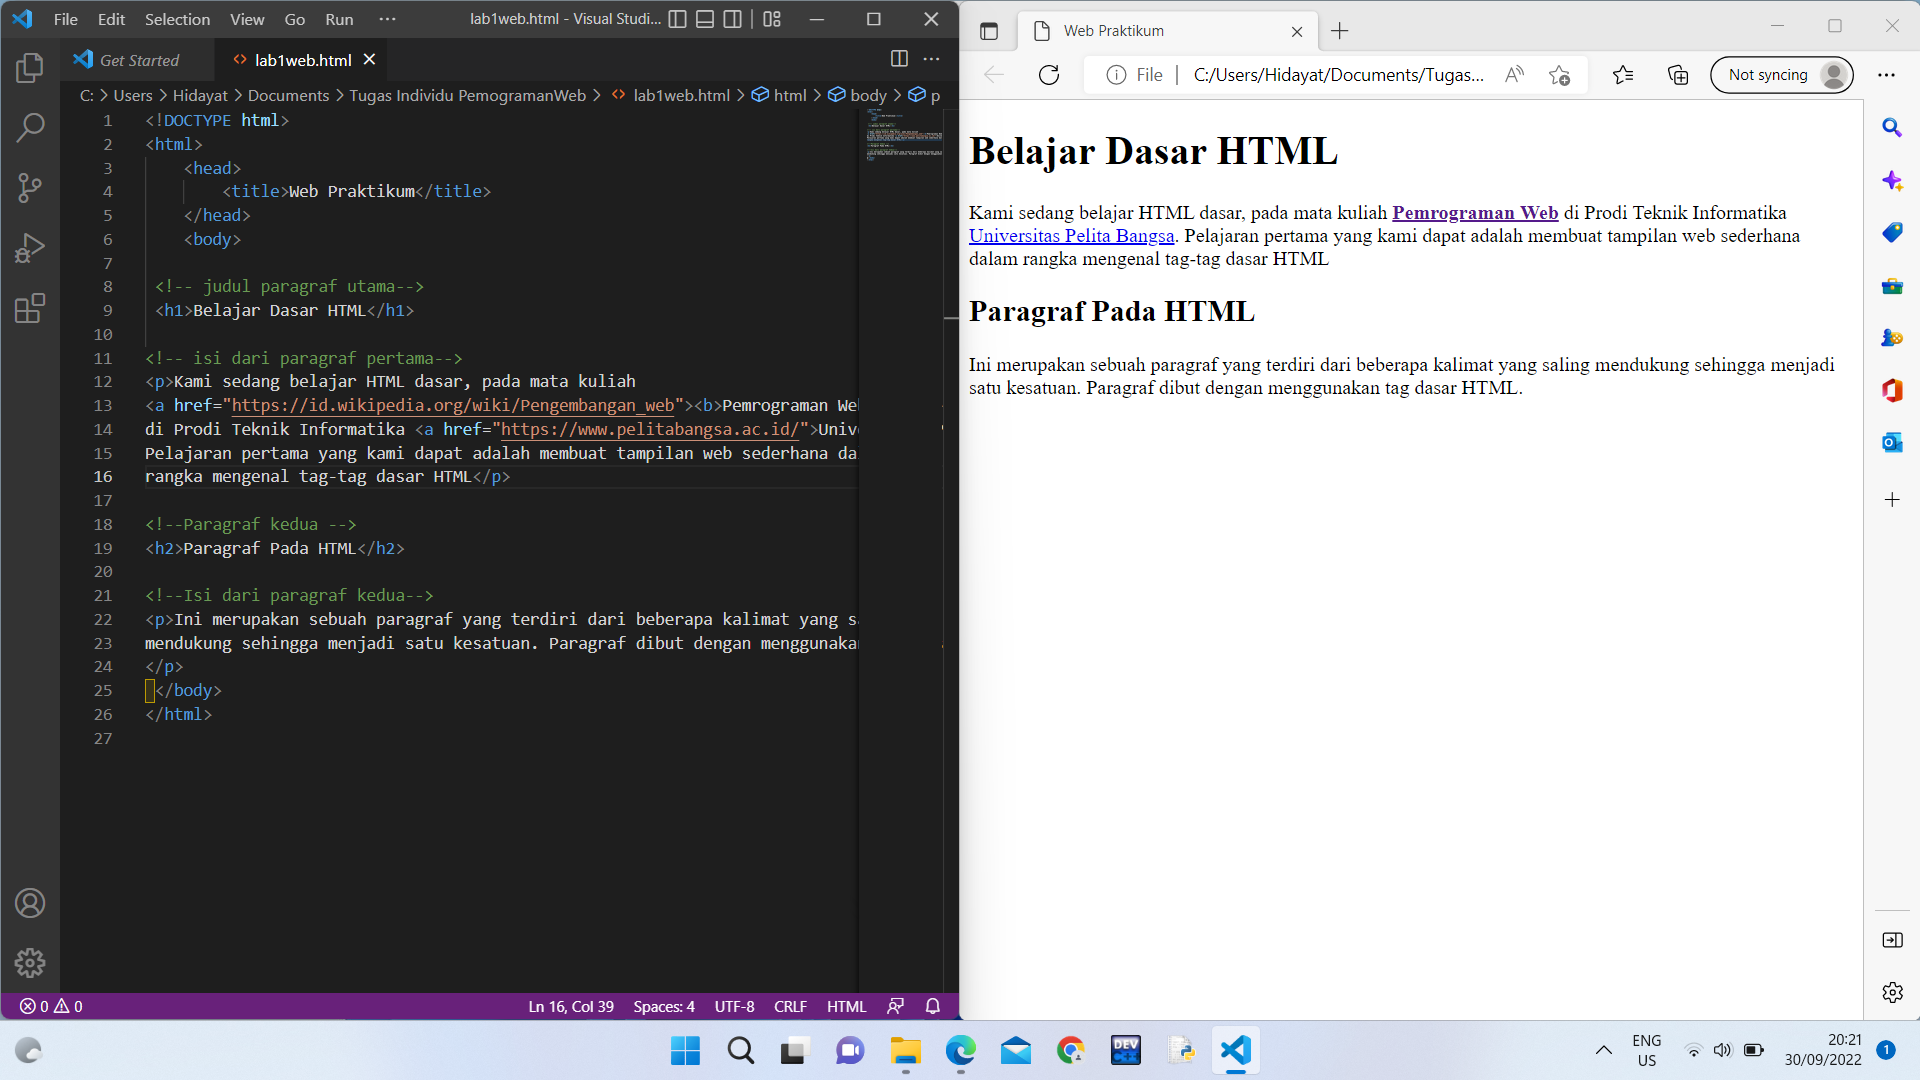 File Edit Selection View Go Run ··· lab1web.html - Visual Studi...
Get Started lab1web.html
C: > Users > Hidayat > Documents > Tugas Individu PemogramanWeb > lab1web.html > html > body > p
1 <!DOCTYPE html>
2 <html>
3 <head>
4 <title>Web Praktikum</title>
5 </head>
6 <body>
7
8 <!-- judul paragraf utama-->
9 <h1>Belajar Dasar HTML</h1>
10
11 <!-- isi dari paragraf pertama-->
12 <p>Kami sedang belajar HTML dasar, pada mata kuliah
13 <a href="https://id.wikipedia.org/wiki/Pengembangan_web"><b>Pemrograman We
14 di Prodi Teknik Informatika <a href="https://www.pelitabangsa.ac.id/">Univ
15 Pelajaran pertama yang kami dapat adalah membuat tampilan web sederhana da
16 rangka mengenal tag-tag dasar HTML</p>
17
18 <!--Paragraf kedua -->
19 <h2>Paragraf Pada HTML</h2>
20
21 <!--Isi dari paragraf kedua-->
22 <p>Ini merupakan sebuah paragraf yang terdiri dari beberapa kalimat yang s
23 mendukung sehingga menjadi satu kesatuan. Paragraf dibut dengan menggunaka
24 </p>
25 </body>
26 </html>
27
0 0 Ln 16, Col 39 Spaces: 4 UTF-8 CRLF HTML
Web Praktikum
File C:/Users/Hidayat/Documents/Tugas... Not syncing
Belajar Dasar HTML
Kami sedang belajar HTML dasar, pada mata kuliah Pemrograman Web di Prodi Teknik Informatika
Universitas Pelita Bangsa. Pelajaran pertama yang kami dapat adalah membuat tampilan web sederhana
dalam rangka mengenal tag-tag dasar HTML
Paragraf Pada HTML
Ini merupakan sebuah paragraf yang terdiri dari beberapa kalimat yang saling mendukung sehingga menjadi
satu kesatuan. Paragraf dibut dengan menggunakan tag dasar HTML.
DEV C++
ENG
US
20:21
30/09/2022
1